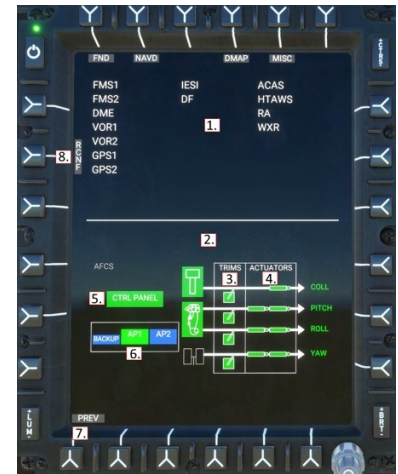 FND NAVD DMAP MISC
CTRS
FMS1 IESI ACAS
FMS2 DF HTAWS
DME RA
VOR1 1. WXR
VOR2
8. RCNF GPS1
GPS2
2.
AFCS TRIMS ACTUATORS
3. 4.
COLL
5. CTRL PANEL PITCH
BACKUP AP1 AP2 ROLL
6. YAW
PREV
7.
+LUM-
+BRT-